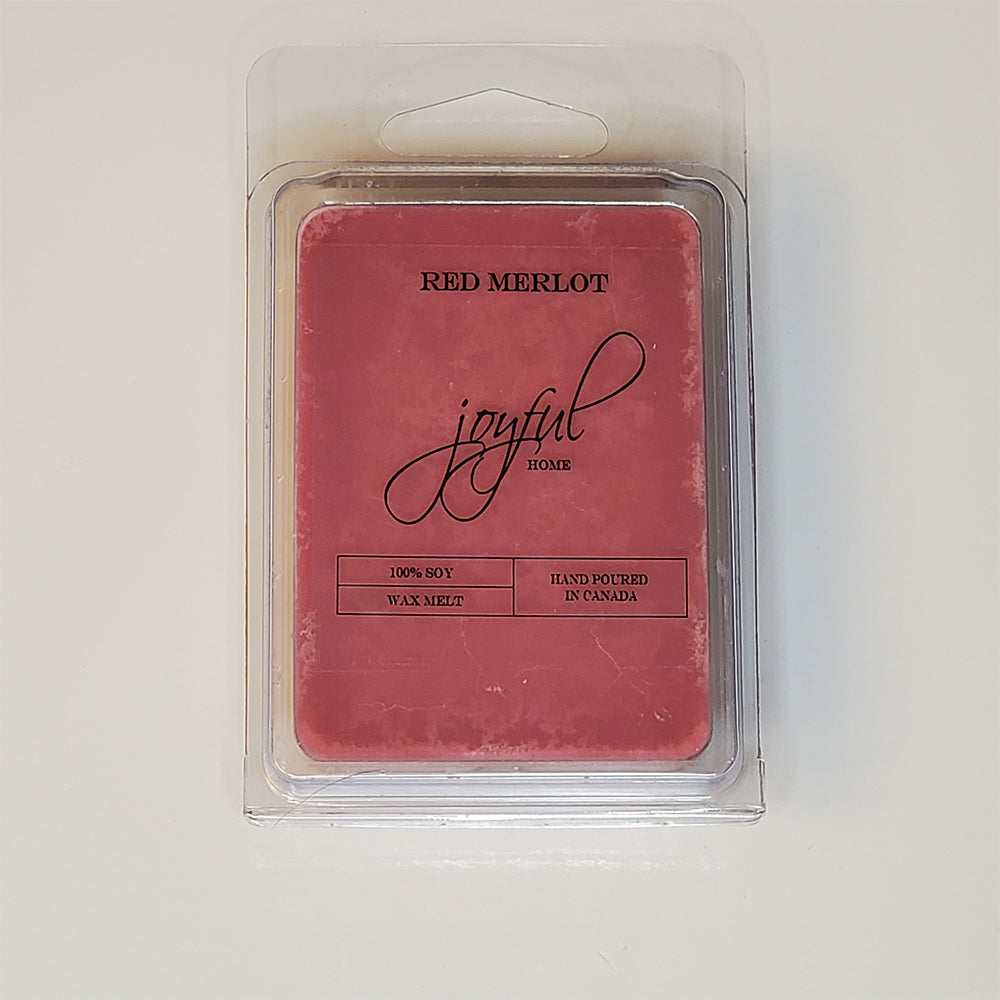 RED MERLOT
joyful
HOME
100% SOY
WAX MELT
HAND POURED
IN CANADA